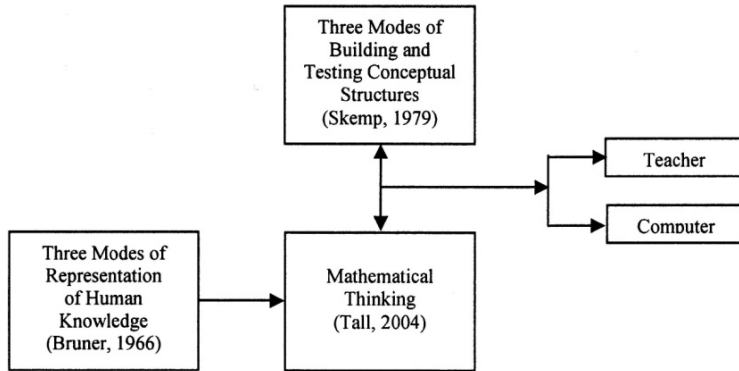 Three Modes of
Building and
Testing Conceptual
Structures
(Skemp, 1979)
Teacher
Computer
Three Modes of
Representation
of Human
Knowledge
(Bruner, 1966)
Mathematical
Thinking
(Tall, 2004)